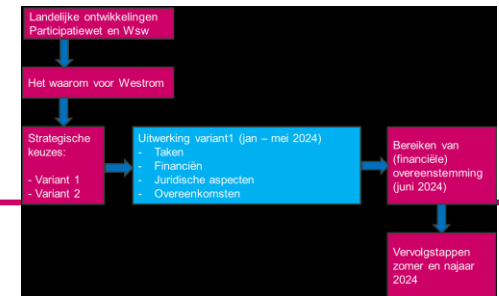 Landelijke ontwikkelingen
Participatiewet en Wsw
Het waarom voor Westrom
Strategische
keuzes:
- Variant 1
- Variant 2
Uitwerking variant1 (jan – mei 2024)
- Taken
- Financiën
- Juridische aspecten
- Overeenkomsten
Bereiken van
(financiële)
overeenstemming
(juni 2024)
Vervolgstappen
zomer en najaar
2024